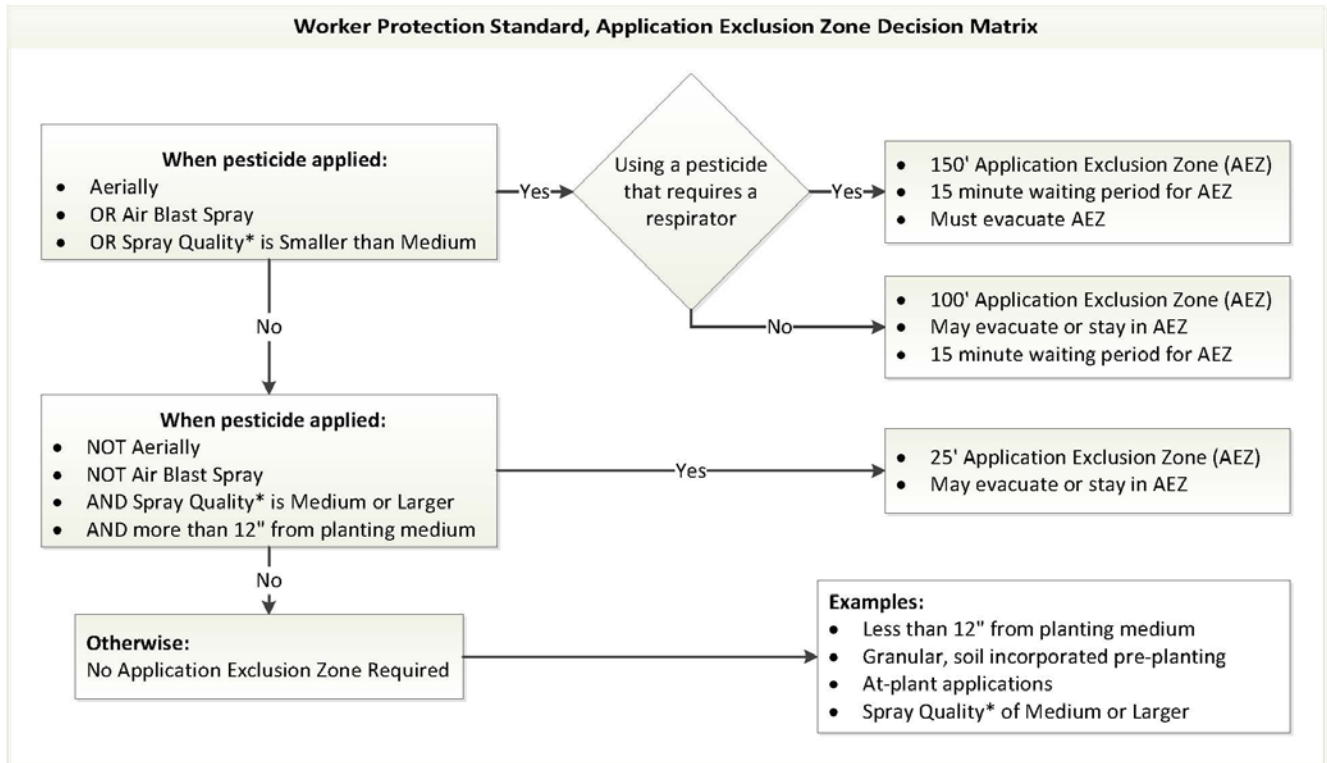 Worker Protection Standard, Application Exclusion Zone Decision Matrix
When pesticide applied:
• Aerially
• OR Air Blast Spray
• OR Spray Quality* is Smaller than Medium
Yes
Using a pesticide
that requires a
respirator
Yes
• 150' Application Exclusion Zone (AEZ)
• 15 minute waiting period for AEZ
• Must evacuate AEZ
No
• 100' Application Exclusion Zone (AEZ)
• May evacuate or stay in AEZ
• 15 minute waiting period for AEZ
No
When pesticide applied:
• NOT Aerially
• NOT Air Blast Spray
• AND Spray Quality* is Medium or Larger
• AND more than 12" from planting medium
Yes
• 25' Application Exclusion Zone (AEZ)
• May evacuate or stay in AEZ
No
Otherwise:
No Application Exclusion Zone Required
Examples:
• Less than 12" from planting medium
• Granular, soil incorporated pre-planting
• At-plant applications
• Spray Quality* of Medium or Larger